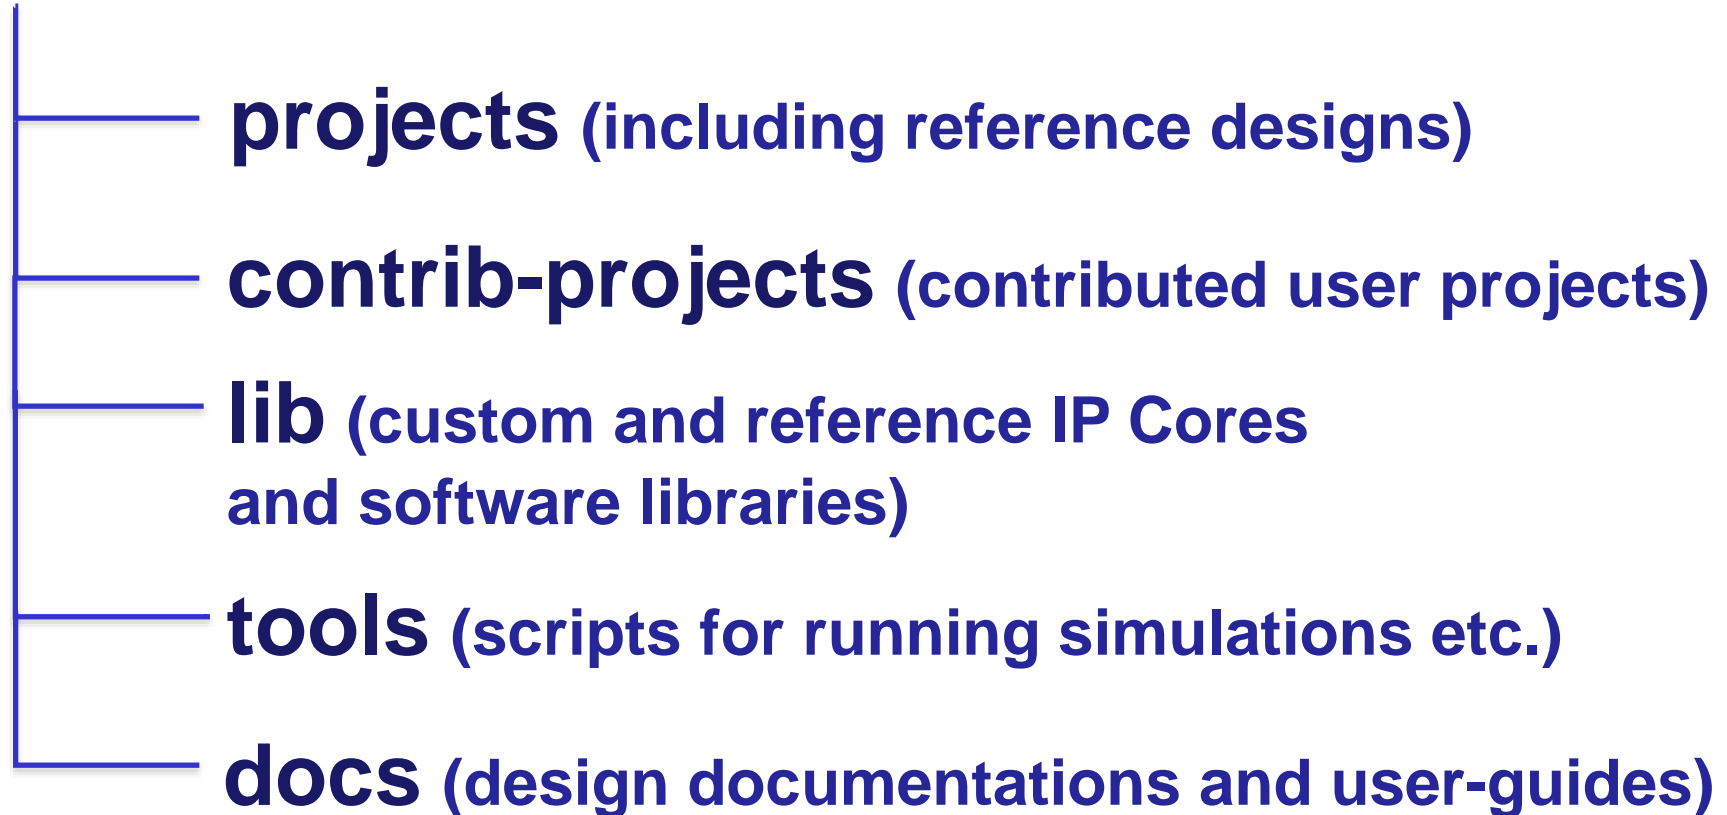 projects (including reference designs)
contrib-projects (contributed user projects)
lib (custom and reference IP Cores
and software libraries)
tools (scripts for running simulations etc.)
docs (design documentations and user-guides)